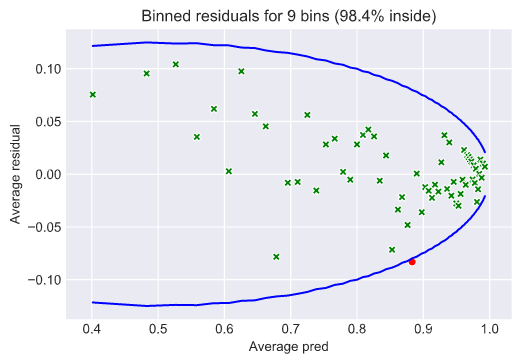 Binned residuals for 9 bins (98.4% inside)
0.10
0.05
0.00
−0.05
−0.10
Average residual
0.4 0.5 0.6 0.7 0.8 0.9 1.0
Average pred